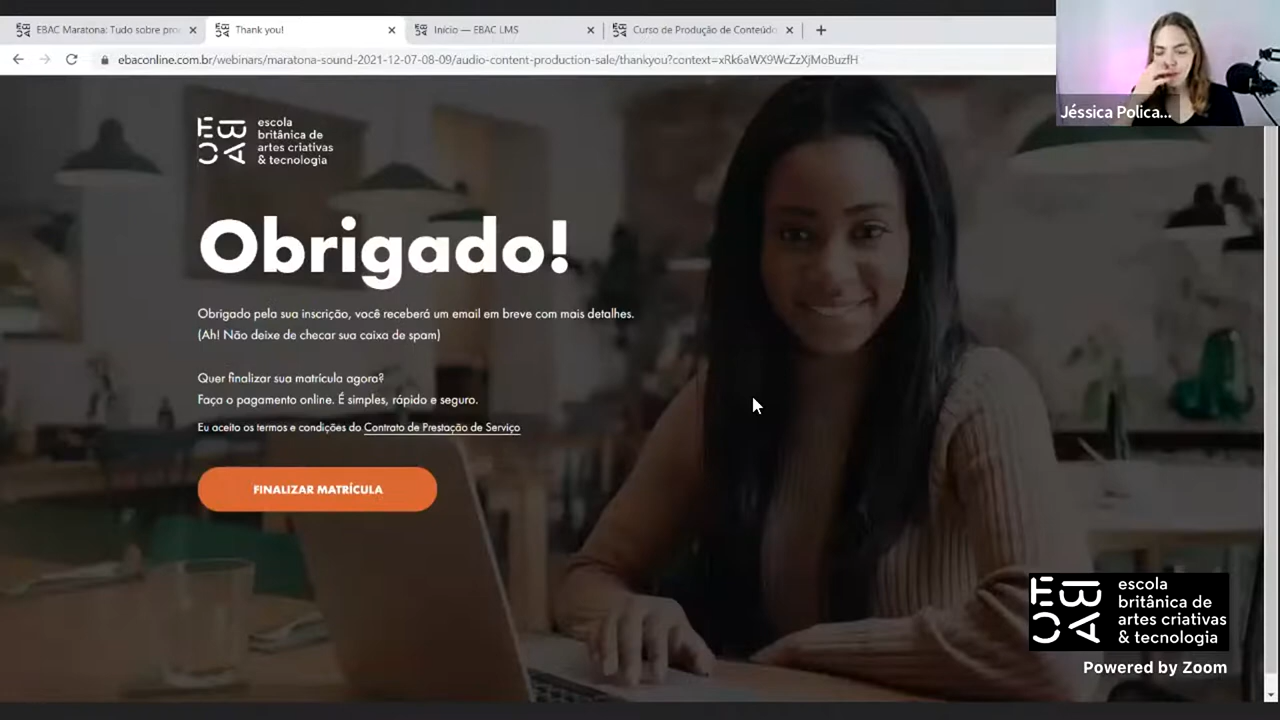 EBAC Maratona: Tudo sobre pro
Thank you!
Início — EBAC LMS
Curso de Produção de Conteúdo
ebaconline.com.br/webinars/maratona-sound-2021-12-07-08-09/audio-content-production-sale/thankyou?context=xRk6aWX9WcZzXjMoBuzfH
Jéssica Polica...
EBAC
escola
britânica de
artes criativas
& tecnologia
Obrigado!
Obrigado pela sua inscrição, você receberá um email em breve com mais detalhes.
(Ah! Não deixe de checar sua caixa de spam)
Quer finalizar sua matrícula agora?
Faça o pagamento online. É simples, rápido e seguro.
Eu aceito os termos e condições do Contrato de Prestação de Serviço
FINALIZAR MATRÍCULA
EBAC
escola
britânica de
artes criativas
& tecnologia
Powered by Zoom